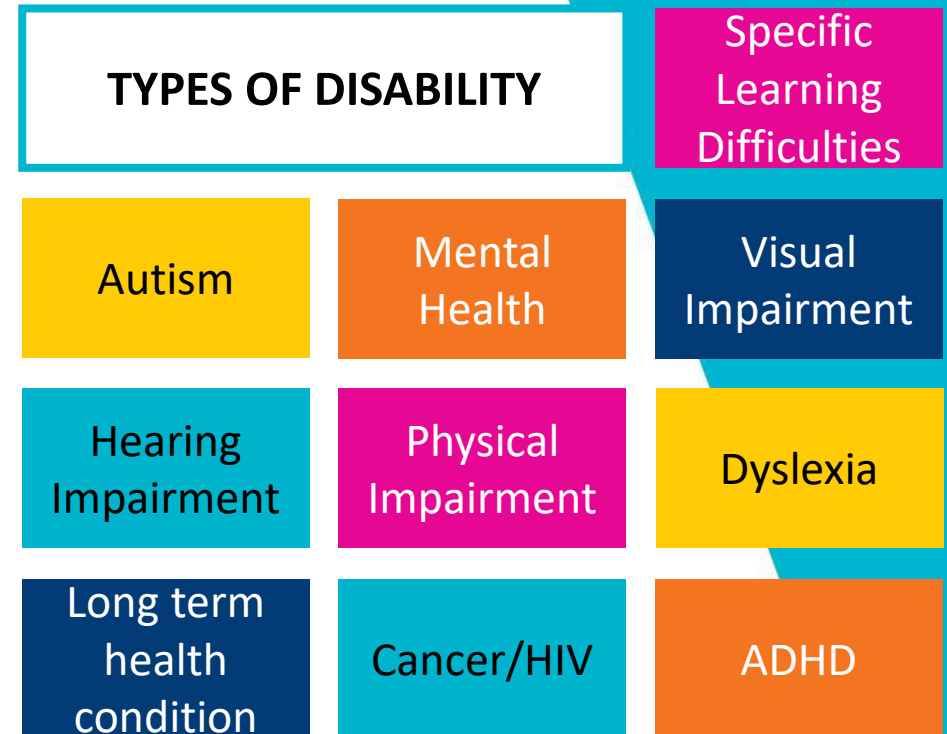 TYPES OF DISABILITY
Specific
Learning
Difficulties
Autism
Mental
Health
Visual
Impairment
Hearing
Impairment
Physical
Impairment
Dyslexia
Long term
health
condition
Cancer/HIV
ADHD